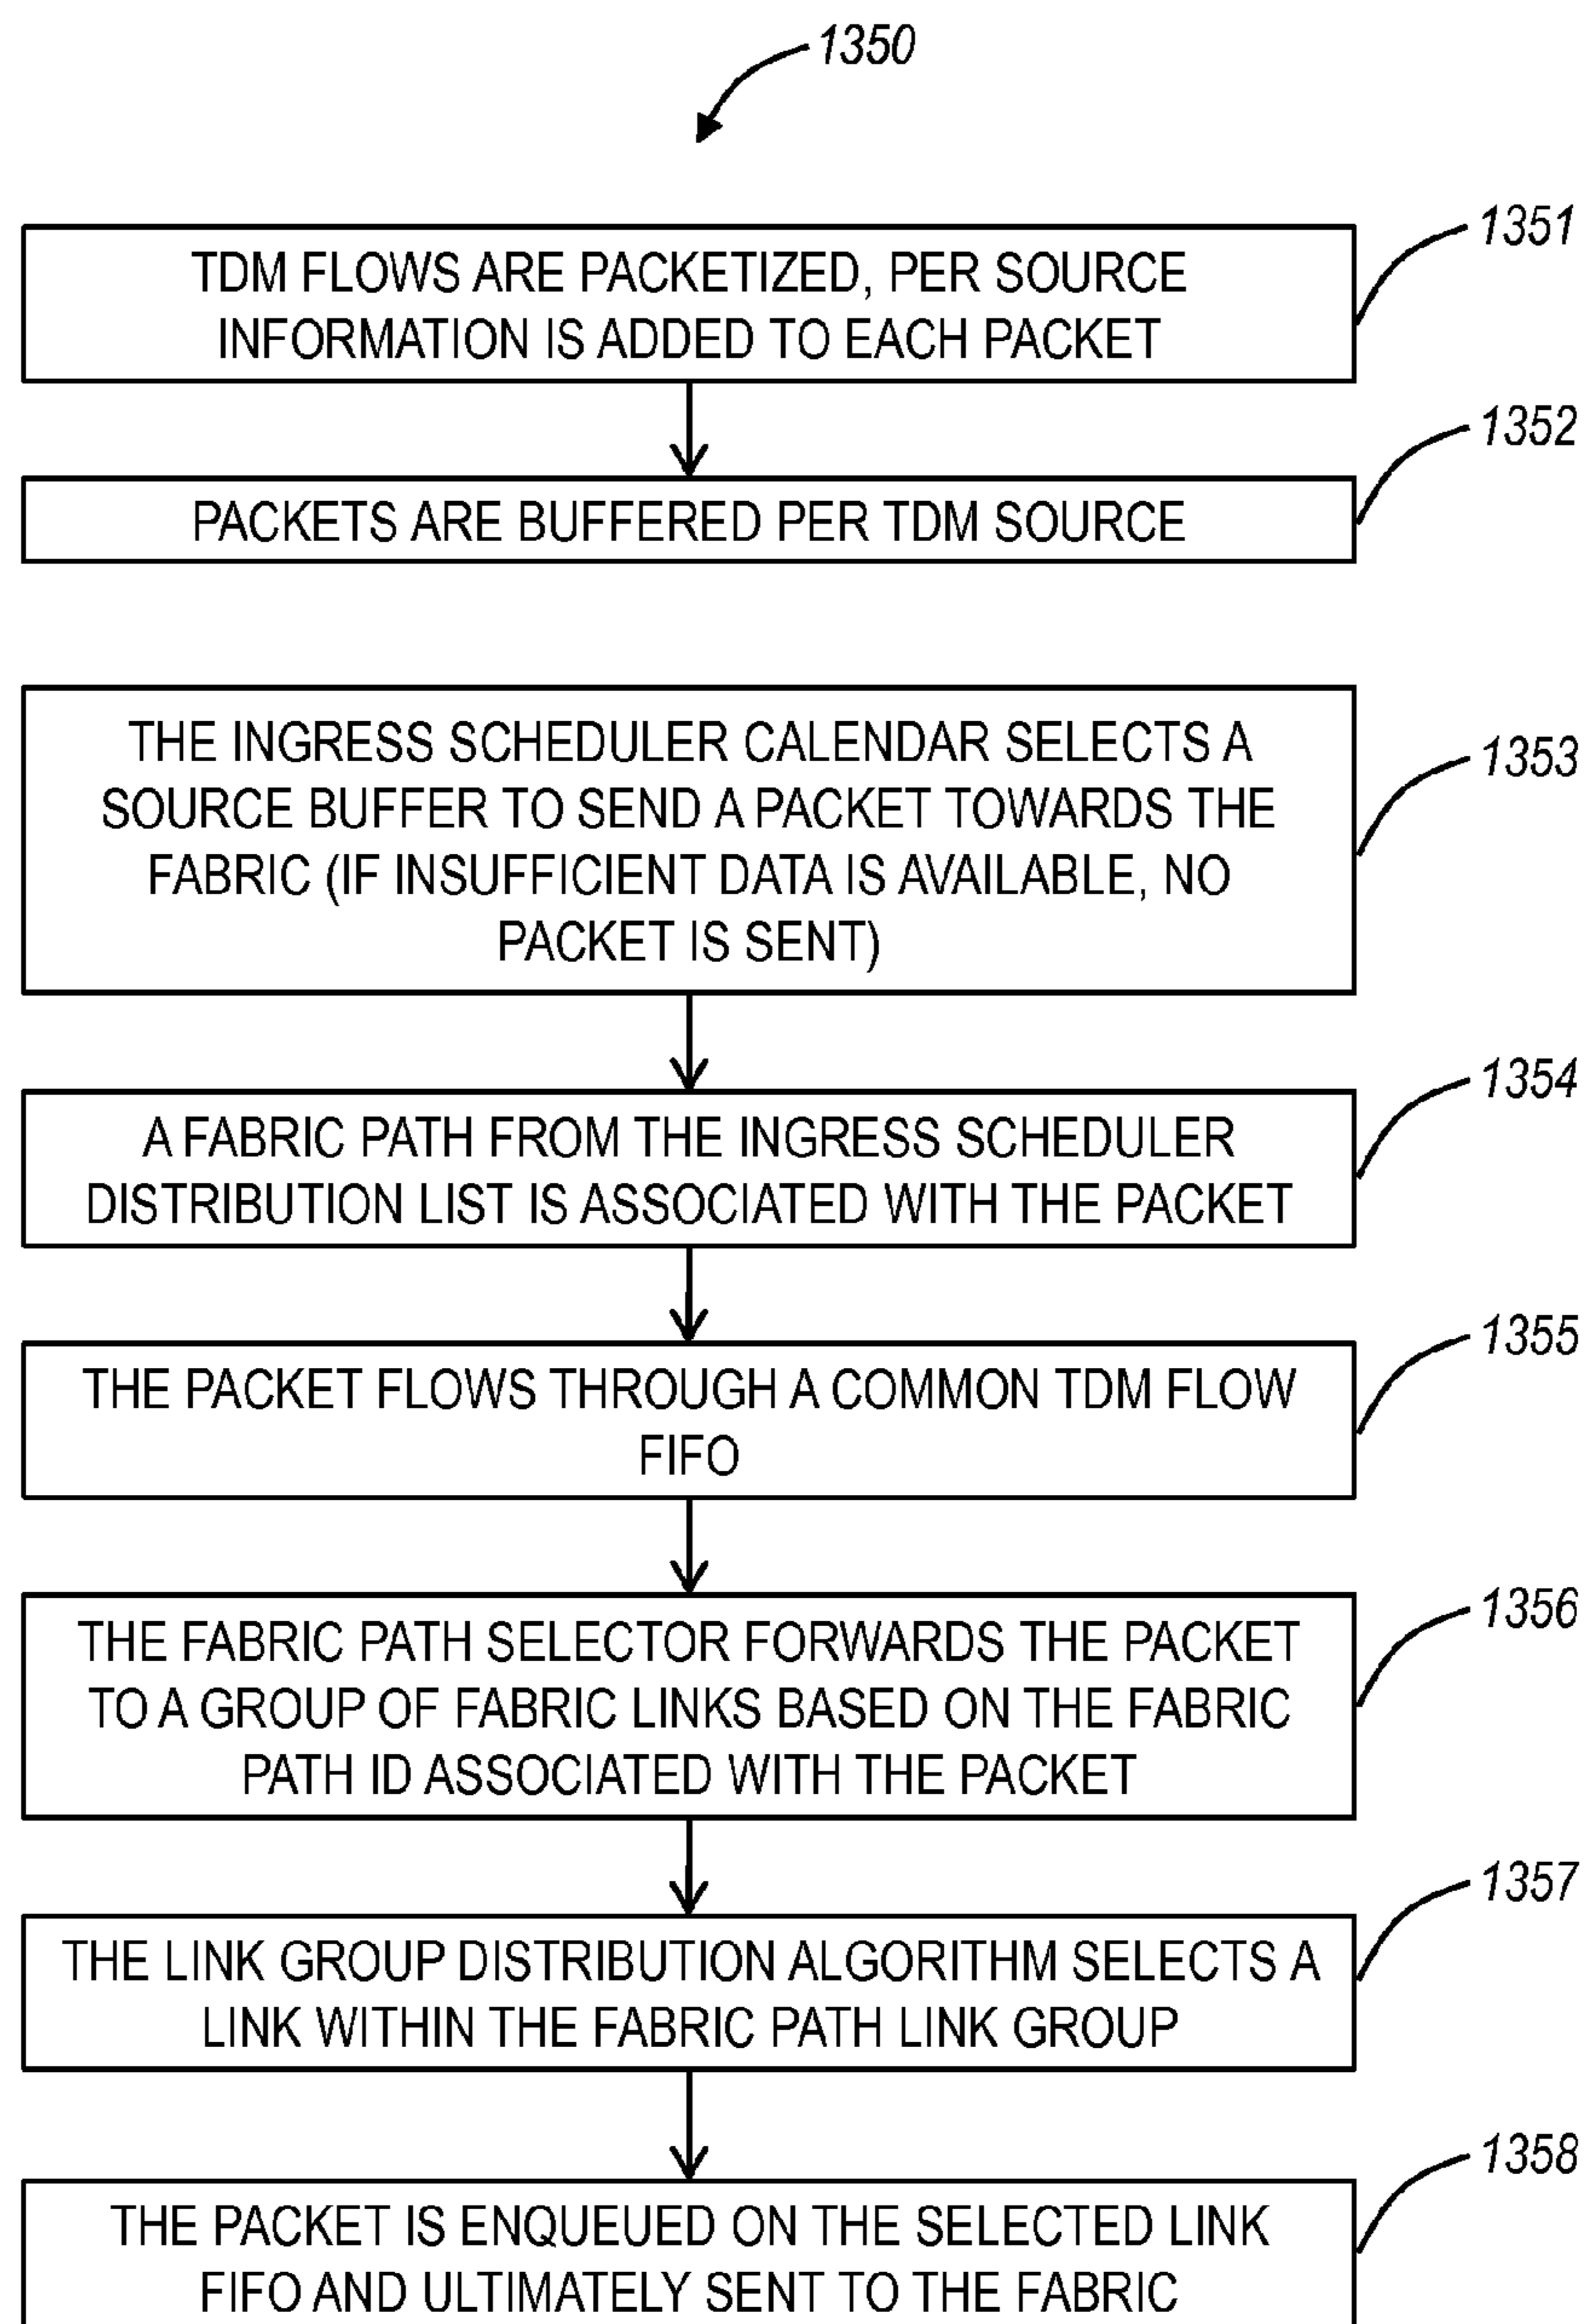 1350
1351
TDM FLOWS ARE PACKETIZED, PER SOURCE
INFORMATION IS ADDED TO EACH PACKET
1352
PACKETS ARE BUFFERED PER TDM SOURCE
1353
THE INGRESS SCHEDULER CALENDAR SELECTS A
SOURCE BUFFER TO SEND A PACKET TOWARDS THE
FABRIC (IF INSUFFICIENT DATA IS AVAILABLE, NO
PACKET IS SENT)
1354
A FABRIC PATH FROM THE INGRESS SCHEDULER
DISTRIBUTION LIST IS ASSOCIATED WITH THE PACKET
1355
THE PACKET FLOWS THROUGH A COMMON TDM FLOW
FIFO
1356
THE FABRIC PATH SELECTOR FORWARDS THE PACKET
TO A GROUP OF FABRIC LINKS BASED ON THE FABRIC
PATH ID ASSOCIATED WITH THE PACKET
1357
THE LINK GROUP DISTRIBUTION ALGORITHM SELECTS A
LINK WITHIN THE FABRIC PATH LINK GROUP
1358
THE PACKET IS ENQUEUED ON THE SELECTED LINK
FIFO AND ULTIMATELY SENT TO THE FABRIC